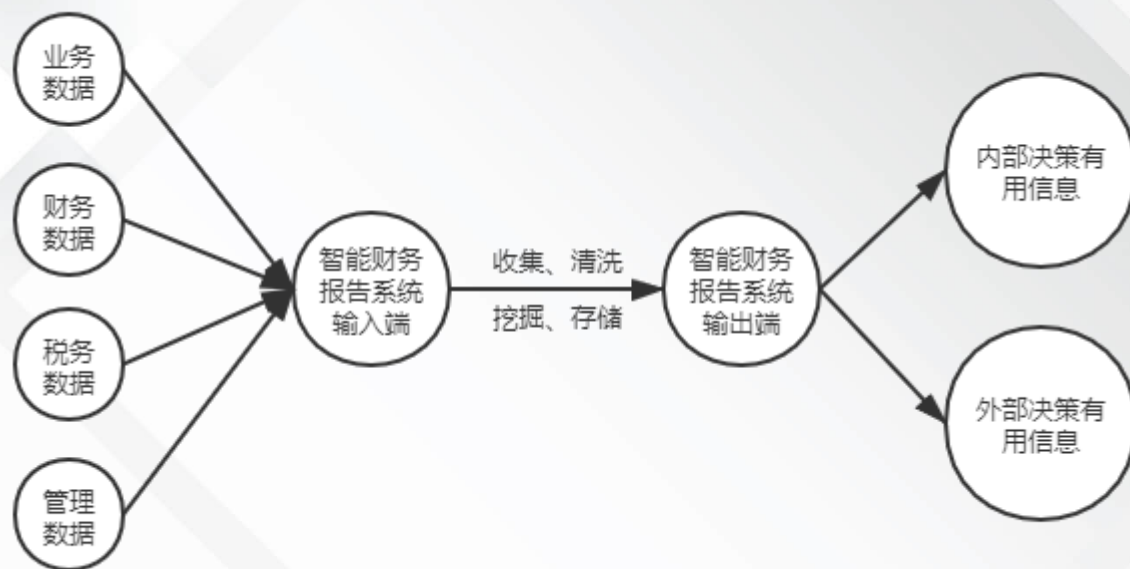 业务
数据
财务
数据
税务
数据
管理
数据
智能财务
报告系统
输入端
收集、清洗
挖掘、存储
智能财务
报告系统
输出端
内部决策有
用信息
外部决策有
用信息